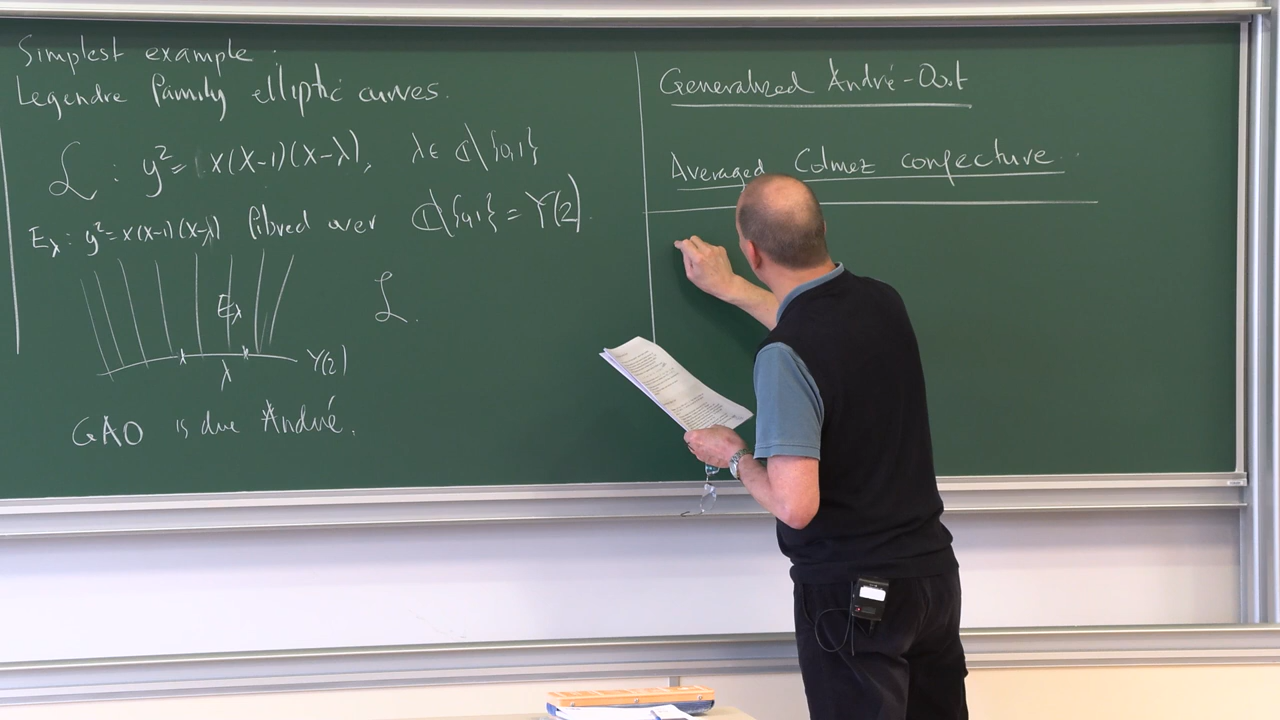 Simplest example:
Legendre Family elliptic curves.
ℒ : y² = x(x-1)(x-λ), λ ∈ ℂ\{0,1}
E_λ : y² = x(x-1)(x-λ) fibred over ℂ\{0,1} = Y(2).
E_λ
ℒ.
Y(2)
λ
GAO is due André.
Generalized André-Oort
Averaged Colmez conjecture.